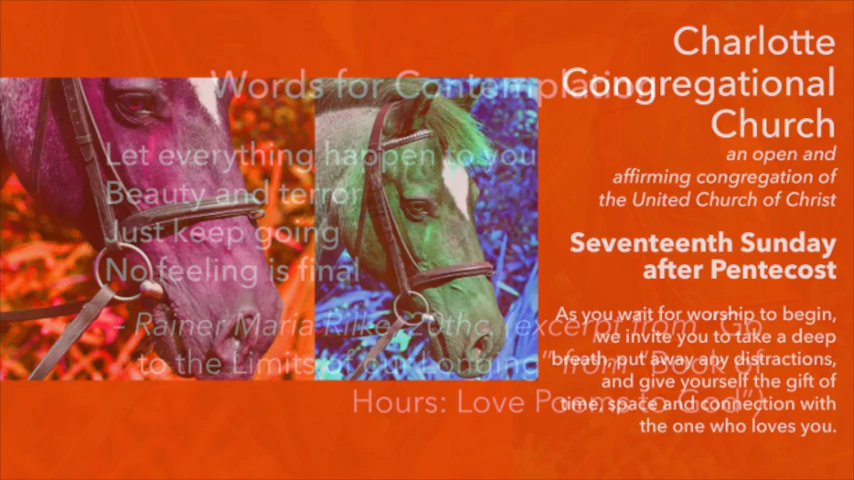 Charlotte
Congregational
Church
an open and
affirming congregation of
the United Church of Christ
Seventeenth Sunday
after Pentecost
As you wait for worship to begin,
we invite you to take a deep
breath, put away any distractions,
and give yourself the gift of
time, space and connection with
the one who loves you.
Words for Contemplation
Let everything happen to you
Beauty and terror
Just keep going
No feeling is final
– Rainer Maria Rilke, 20thc. (excerpt from "Go
to the Limits of our Longing" from "Book of
Hours: Love Poems to God")